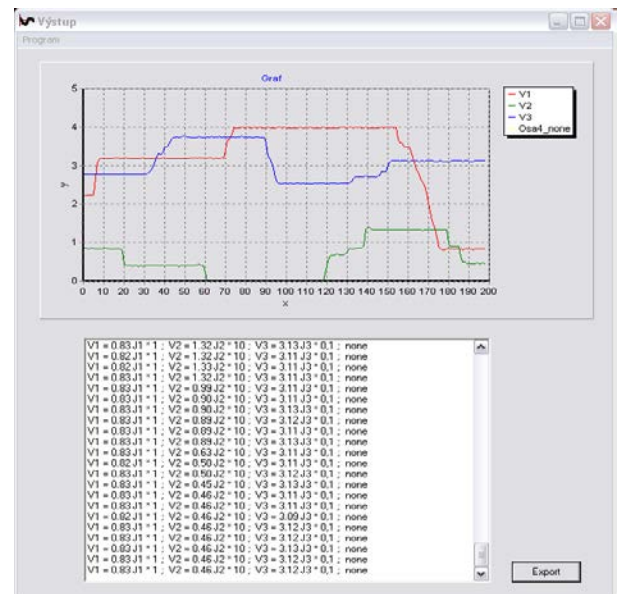 Výstup
Program
Graf
5
4
3
2
1
0
y
0 10 20 30 40 50 60 70 80 90 100 110 120 130 140 150 160 170 180 190 200
x
V1
V2
V3
Osa4_none
V1 = 0.83 J1 * 1 ; V2 = 1.32 J2 * 10 ; V3 = 3.13 J3 * 0,1 ; none
V1 = 0.82 J1 * 1 ; V2 = 1.32 J2 * 10 ; V3 = 3.11 J3 * 0,1 ; none
V1 = 0.82 J1 * 1 ; V2 = 1.33 J2 * 10 ; V3 = 3.11 J3 * 0,1 ; none
V1 = 0.83 J1 * 1 ; V2 = 1.32 J2 * 10 ; V3 = 3.11 J3 * 0,1 ; none
V1 = 0.83 J1 * 1 ; V2 = 0.99 J2 * 10 ; V3 = 3.11 J3 * 0,1 ; none
V1 = 0.83 J1 * 1 ; V2 = 0.90 J2 * 10 ; V3 = 3.11 J3 * 0,1 ; none
V1 = 0.83 J1 * 1 ; V2 = 0.90 J2 * 10 ; V3 = 3.13 J3 * 0,1 ; none
V1 = 0.83 J1 * 1 ; V2 = 0.89 J2 * 10 ; V3 = 3.12 J3 * 0,1 ; none
V1 = 0.83 J1 * 1 ; V2 = 0.89 J2 * 10 ; V3 = 3.11 J3 * 0,1 ; none
V1 = 0.83 J1 * 1 ; V2 = 0.89 J2 * 10 ; V3 = 3.13 J3 * 0,1 ; none
V1 = 0.83 J1 * 1 ; V2 = 0.63 J2 * 10 ; V3 = 3.11 J3 * 0,1 ; none
V1 = 0.82 J1 * 1 ; V2 = 0.50 J2 * 10 ; V3 = 3.11 J3 * 0,1 ; none
V1 = 0.83 J1 * 1 ; V2 = 0.50 J2 * 10 ; V3 = 3.12 J3 * 0,1 ; none
V1 = 0.83 J1 * 1 ; V2 = 0.45 J2 * 10 ; V3 = 3.13 J3 * 0,1 ; none
V1 = 0.83 J1 * 1 ; V2 = 0.46 J2 * 10 ; V3 = 3.11 J3 * 0,1 ; none
V1 = 0.83 J1 * 1 ; V2 = 0.46 J2 * 10 ; V3 = 3.11 J3 * 0,1 ; none
V1 = 0.82 J1 * 1 ; V2 = 0.46 J2 * 10 ; V3 = 3.09 J3 * 0,1 ; none
V1 = 0.83 J1 * 1 ; V2 = 0.46 J2 * 10 ; V3 = 3.12 J3 * 0,1 ; none
V1 = 0.83 J1 * 1 ; V2 = 0.46 J2 * 10 ; V3 = 3.12 J3 * 0,1 ; none
V1 = 0.83 J1 * 1 ; V2 = 0.46 J2 * 10 ; V3 = 3.13 J3 * 0,1 ; none
V1 = 0.83 J1 * 1 ; V2 = 0.46 J2 * 10 ; V3 = 3.12 J3 * 0,1 ; none
V1 = 0.83 J1 * 1 ; V2 = 0.46 J2 * 10 ; V3 = 3.12 J3 * 0,1 ; none
Export